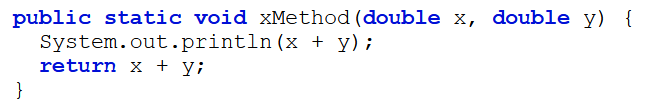 public static void xMethod(double x, double y) {
  System.out.println(x + y);
  return x + y;
}